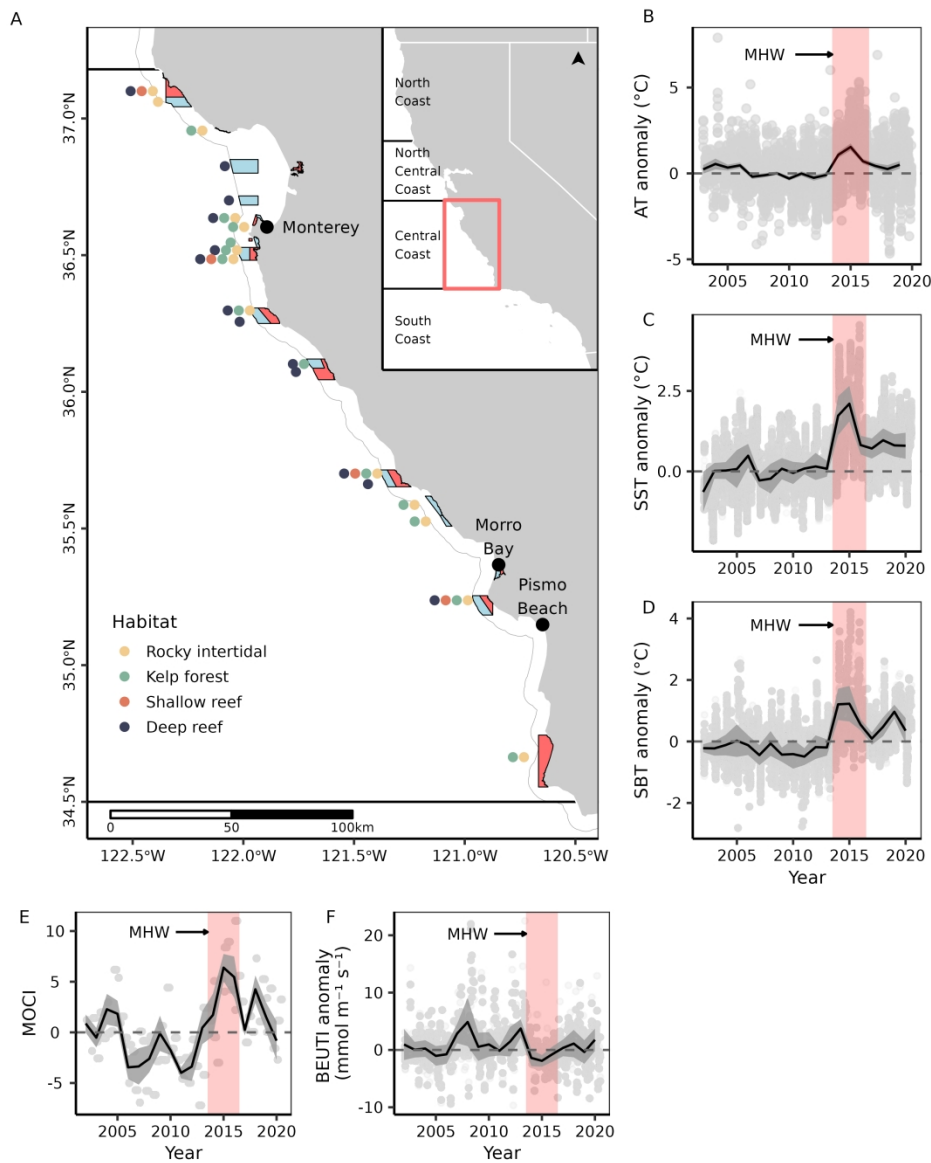 A
37.0°N
36.5°N
36.0°N
35.5°N
35.0°N
34.5°N
Monterey
Morro
Bay
Pismo
Beach
Habitat
Rocky intertidal
Kelp forest
Shallow reef
Deep reef
0
50
100km
122.5°W
122.0°W
121.5°W
121.0°W
120.5°W
North
Coast
North
Central
Coast
Central
Coast
South
Coast
B
AT anomaly (°C)
MHW
5
0
-5
2005
2010
2015
2020
C
SST anomaly (°C)
MHW
2.5
0.0
2005
2010
2015
2020
D
SBT anomaly (°C)
MHW
4
2
0
-2
2005
2010
2015
2020
Year
E
MOCI
MHW
10
5
0
-5
2005
2010
2015
2020
Year
F
BEUTI anomaly
(mmol m⁻¹ s⁻¹)
MHW
20
10
0
-10
2005
2010
2015
2020
Year